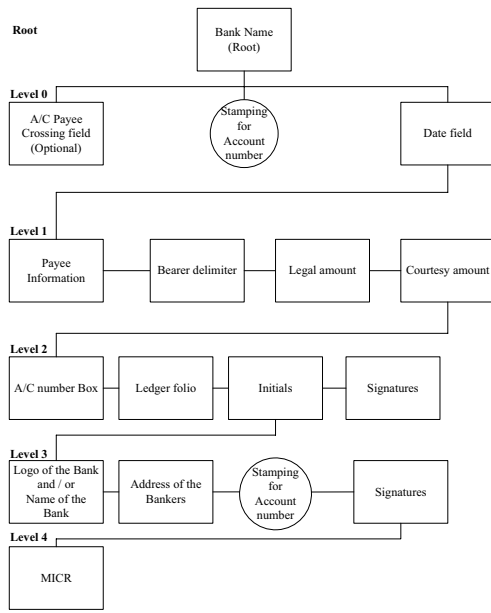 Root
Bank Name
(Root)
Level 0
A/C Payee
Crossing field
(Optional)
Stamping
for
Account
number
Date field
Level 1
Payee
Information
Bearer delimiter
Legal amount
Courtesy amount
Level 2
A/C number Box
Ledger folio
Initials
Signatures
Level 3
Logo of the Bank
and / or
Name of the
Bank
Address of the
Bankers
Stamping
for
Account
number
Signatures
Level 4
MICR